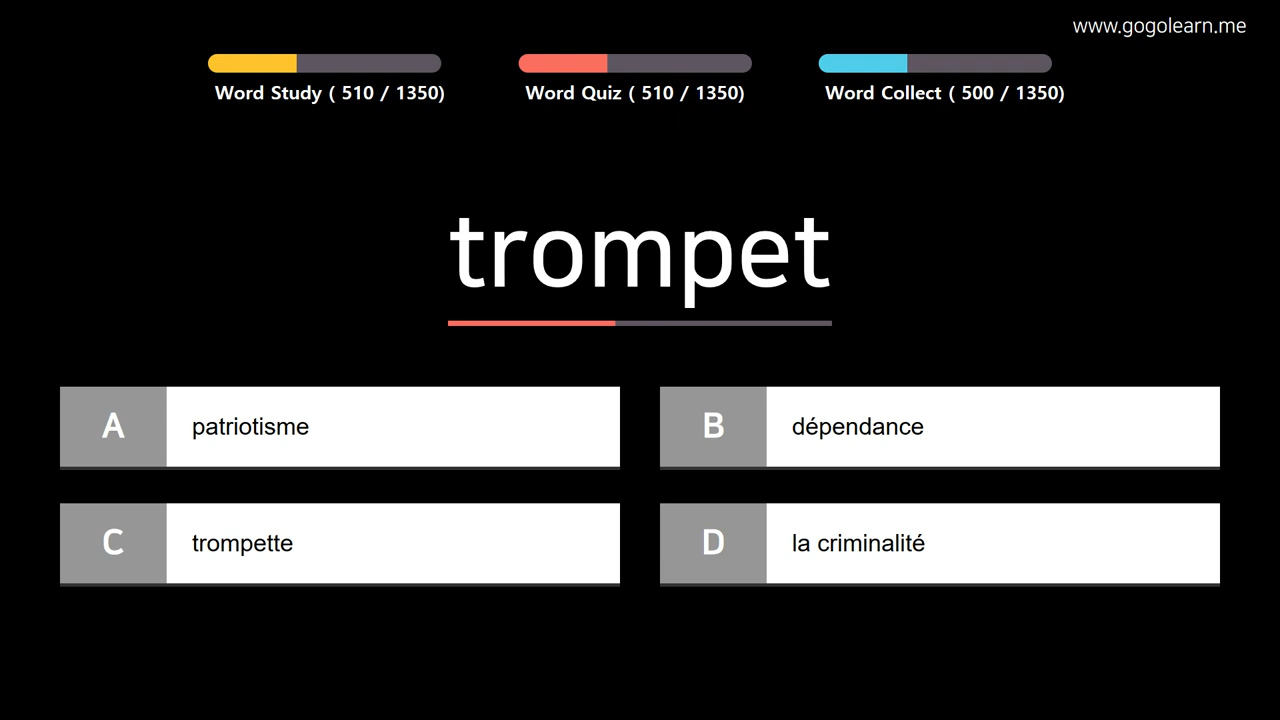 www.gogolearn.me
Word Study ( 510 / 1350)
Word Quiz ( 510 / 1350)
Word Collect ( 500 / 1350)
trompet
A patriotisme
B dépendance
C trompette
D la criminalité